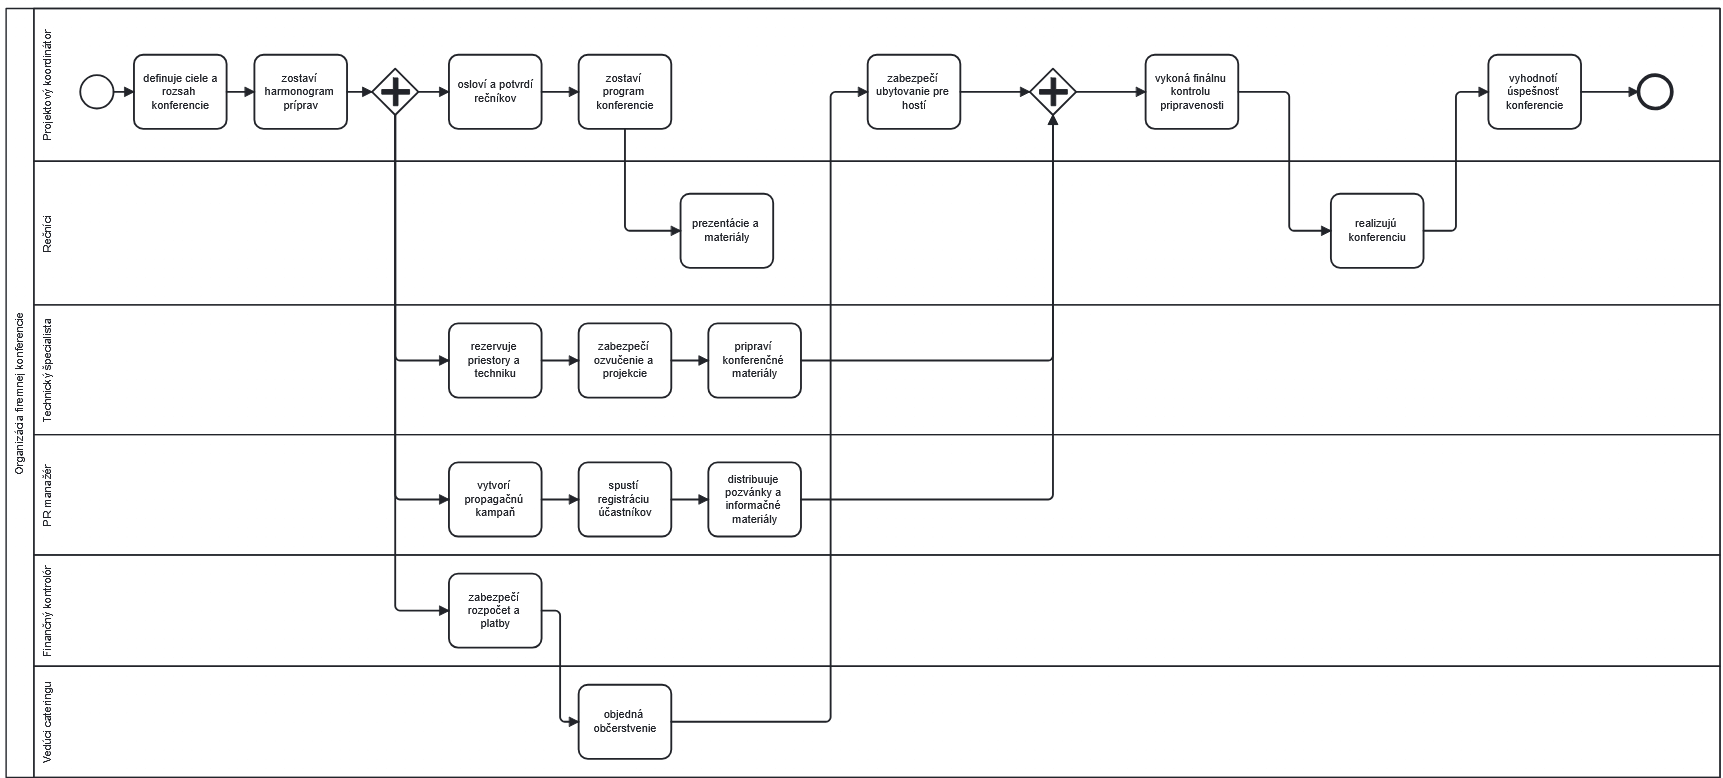 Organizácia firemnej konferencie
Projektový koordinátor
definuje ciele a
rozsah
konferencie
zostaví
harmonogram
príprav
osloví a potvrdí
rečníkov
zostaví
program
konferencie
zabezpečí
ubytovanie pre
hostí
vykoná finálnu
kontrolu
pripravenosti
vyhodnotí
úspešnosť
konferencie
Rečníci
prezentácie a
materiály
realizujú
konferenciu
Technický špecialista
rezervuje
priestory a
techniku
zabezpečí
ozvučenie a
projekcie
pripraví
konferenčné
materiály
PR manažér
vytvorí
propagačnú
kampaň
spustí
registráciu
účastníkov
distribuuje
pozvánky a
informačné
materiály
Finančný kontrolór
zabezpečí
rozpočet a
platby
Vedúci cateringu
objedná
občerstvenie